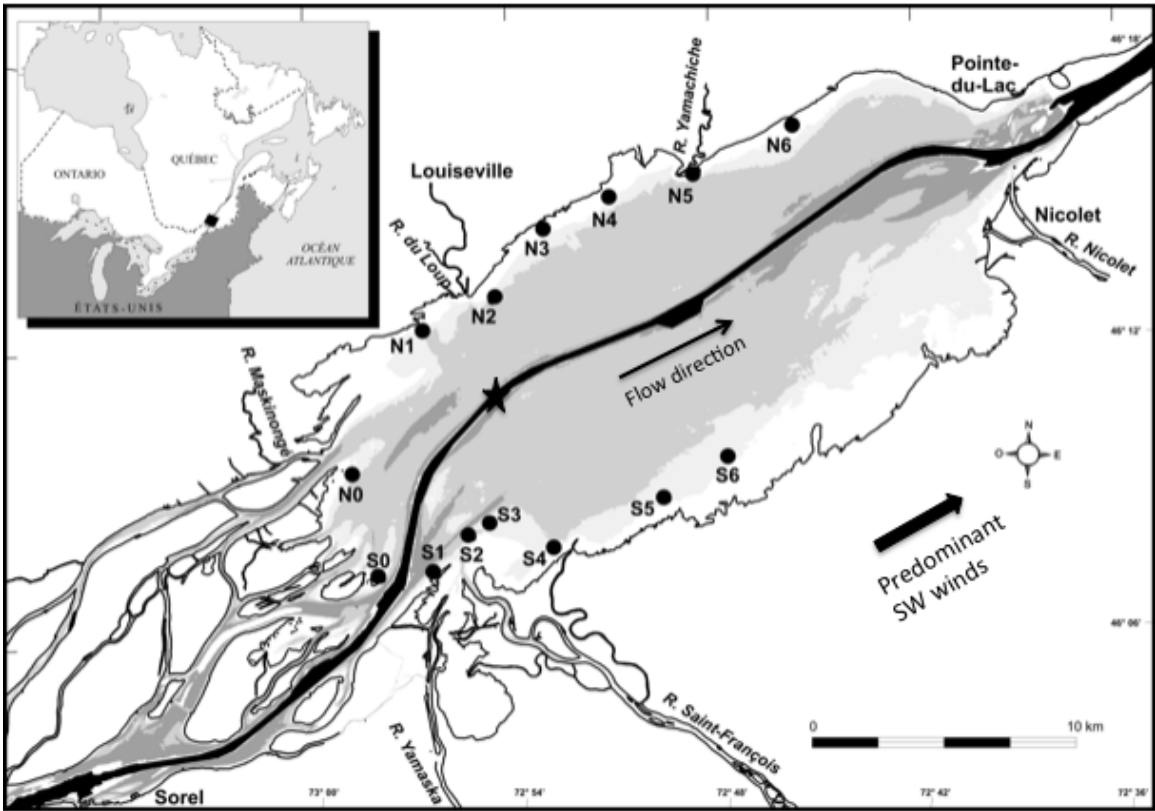 QUÉBEC
ONTARIO
OCÉAN
ATLANTIQUE
ÉTATS-UNIS
46° 18'
Pointe-
du-Lac
R. Yamachiche
N6
Louiseville
N5
N4
Nicolet
N3
R. du Loup
R. Nicolet
N2
46° 12'
N1
R. Maskinongé
Flow direction
N
O E
S
S6
N0
S5
S3
S2
S1
S4
S0
Predominant
SW winds
46° 06'
R. Saint-François
0 10 km
R. Yamaska
Sorel
73° 00' 72° 54' 72° 48' 72° 42' 72° 36'